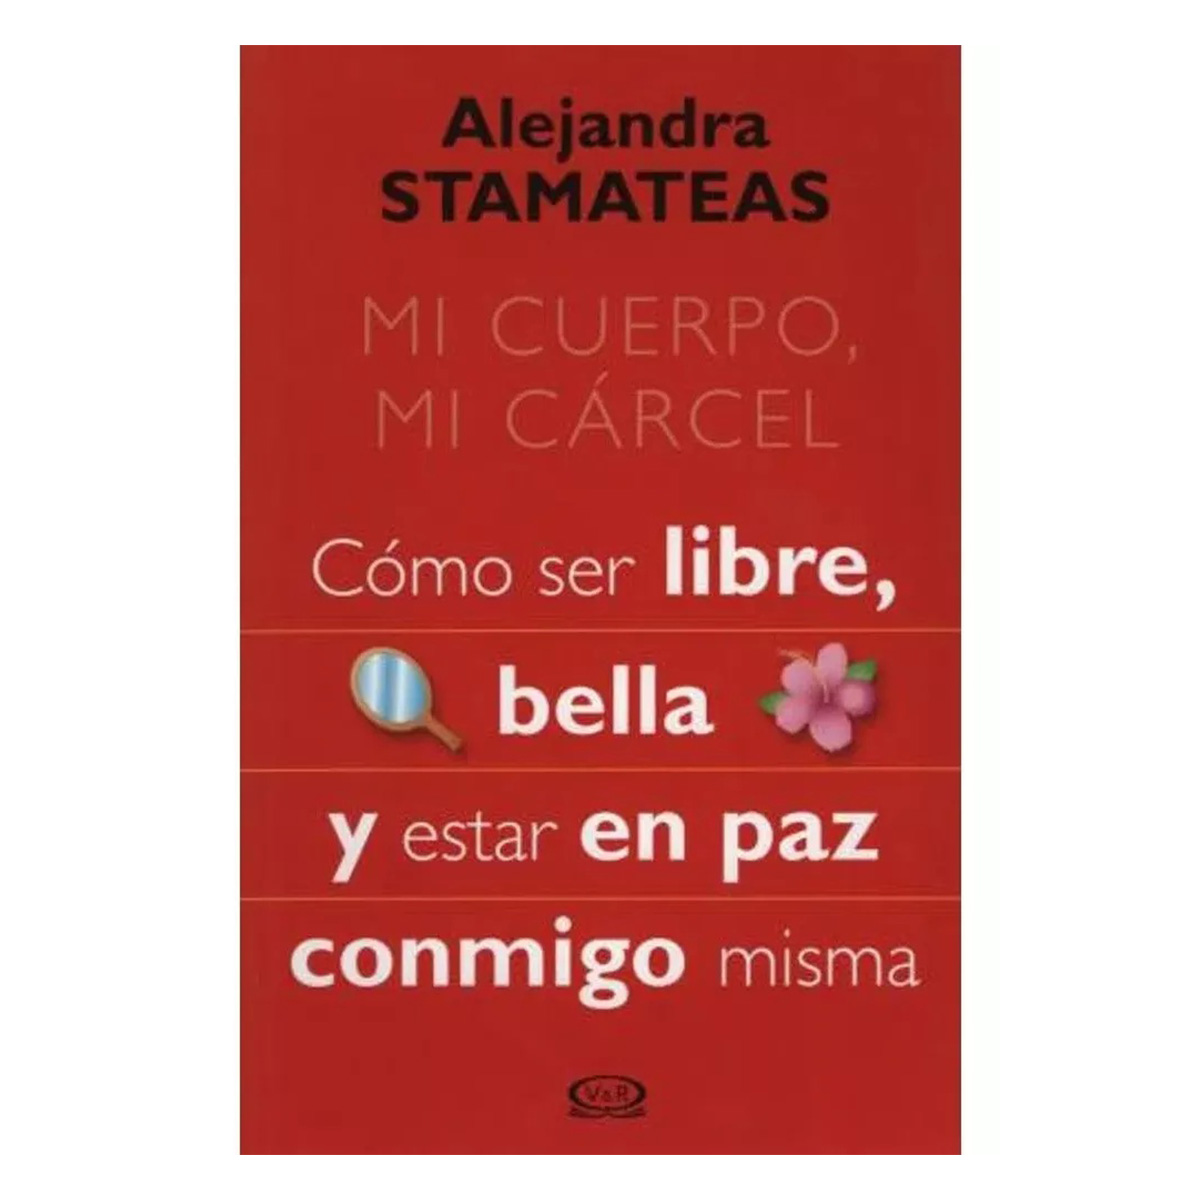 Alejandra
STAMATEAS
MI CUERPO,
MI CÁRCEL
Cómo ser libre,
bella
y estar en paz
conmigo misma
V&R